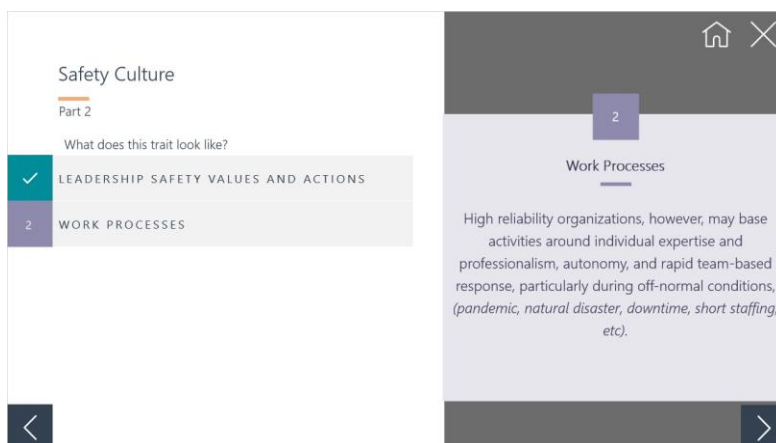 Safety Culture
Part 2
What does this trait look like?
LEADERSHIP SAFETY VALUES AND ACTIONS
2 WORK PROCESSES
2
Work Processes
High reliability organizations, however, may base
activities around individual expertise and
professionalism, autonomy, and rapid team-based
response, particularly during off-normal conditions,
(pandemic, natural disaster, downtime, short staffing,
etc).